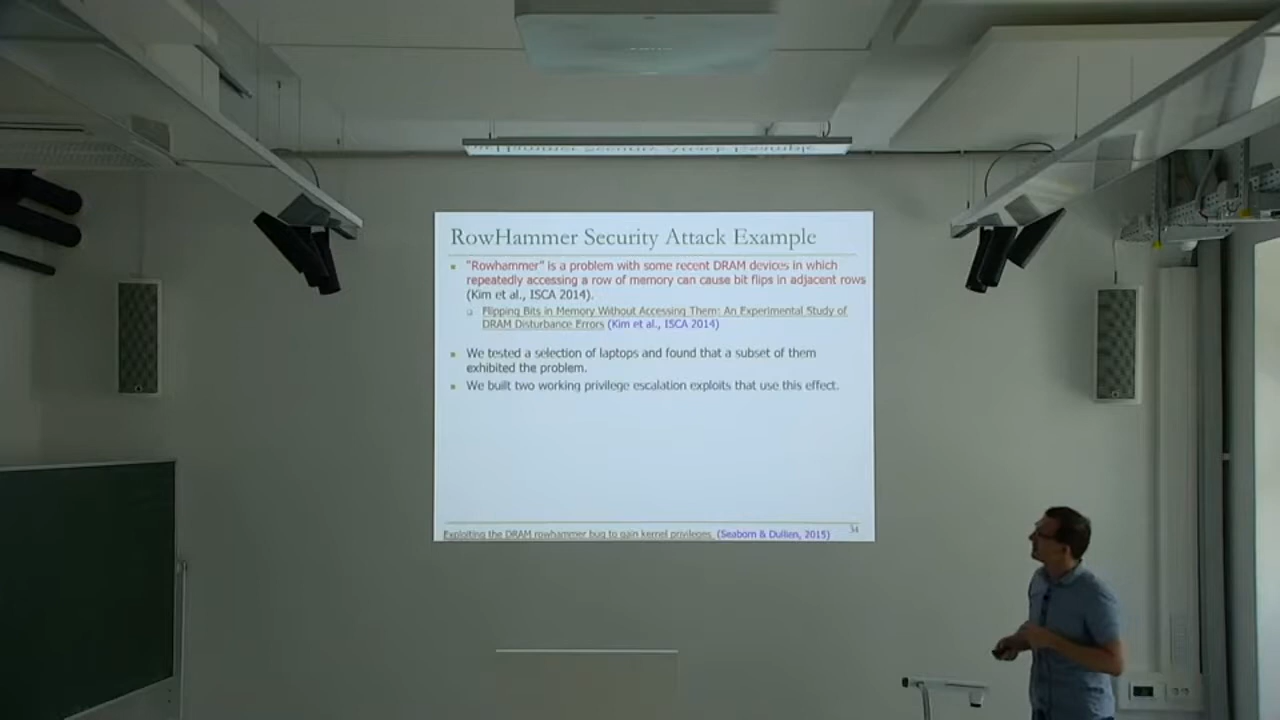 RowHammer Security Attack Example
"Rowhammer" is a problem with some recent DRAM devices in which
repeatedly accessing a row of memory can cause bit flips in adjacent rows
(Kim et al., ISCA 2014).
Flipping Bits in Memory Without Accessing Them: An Experimental Study of
DRAM Disturbance Errors (Kim et al., ISCA 2014)
We tested a selection of laptops and found that a subset of them
exhibited the problem.
We built two working privilege escalation exploits that use this effect.
Exploiting the DRAM rowhammer bug to gain kernel privileges (Seaborn & Dullien, 2015)
34